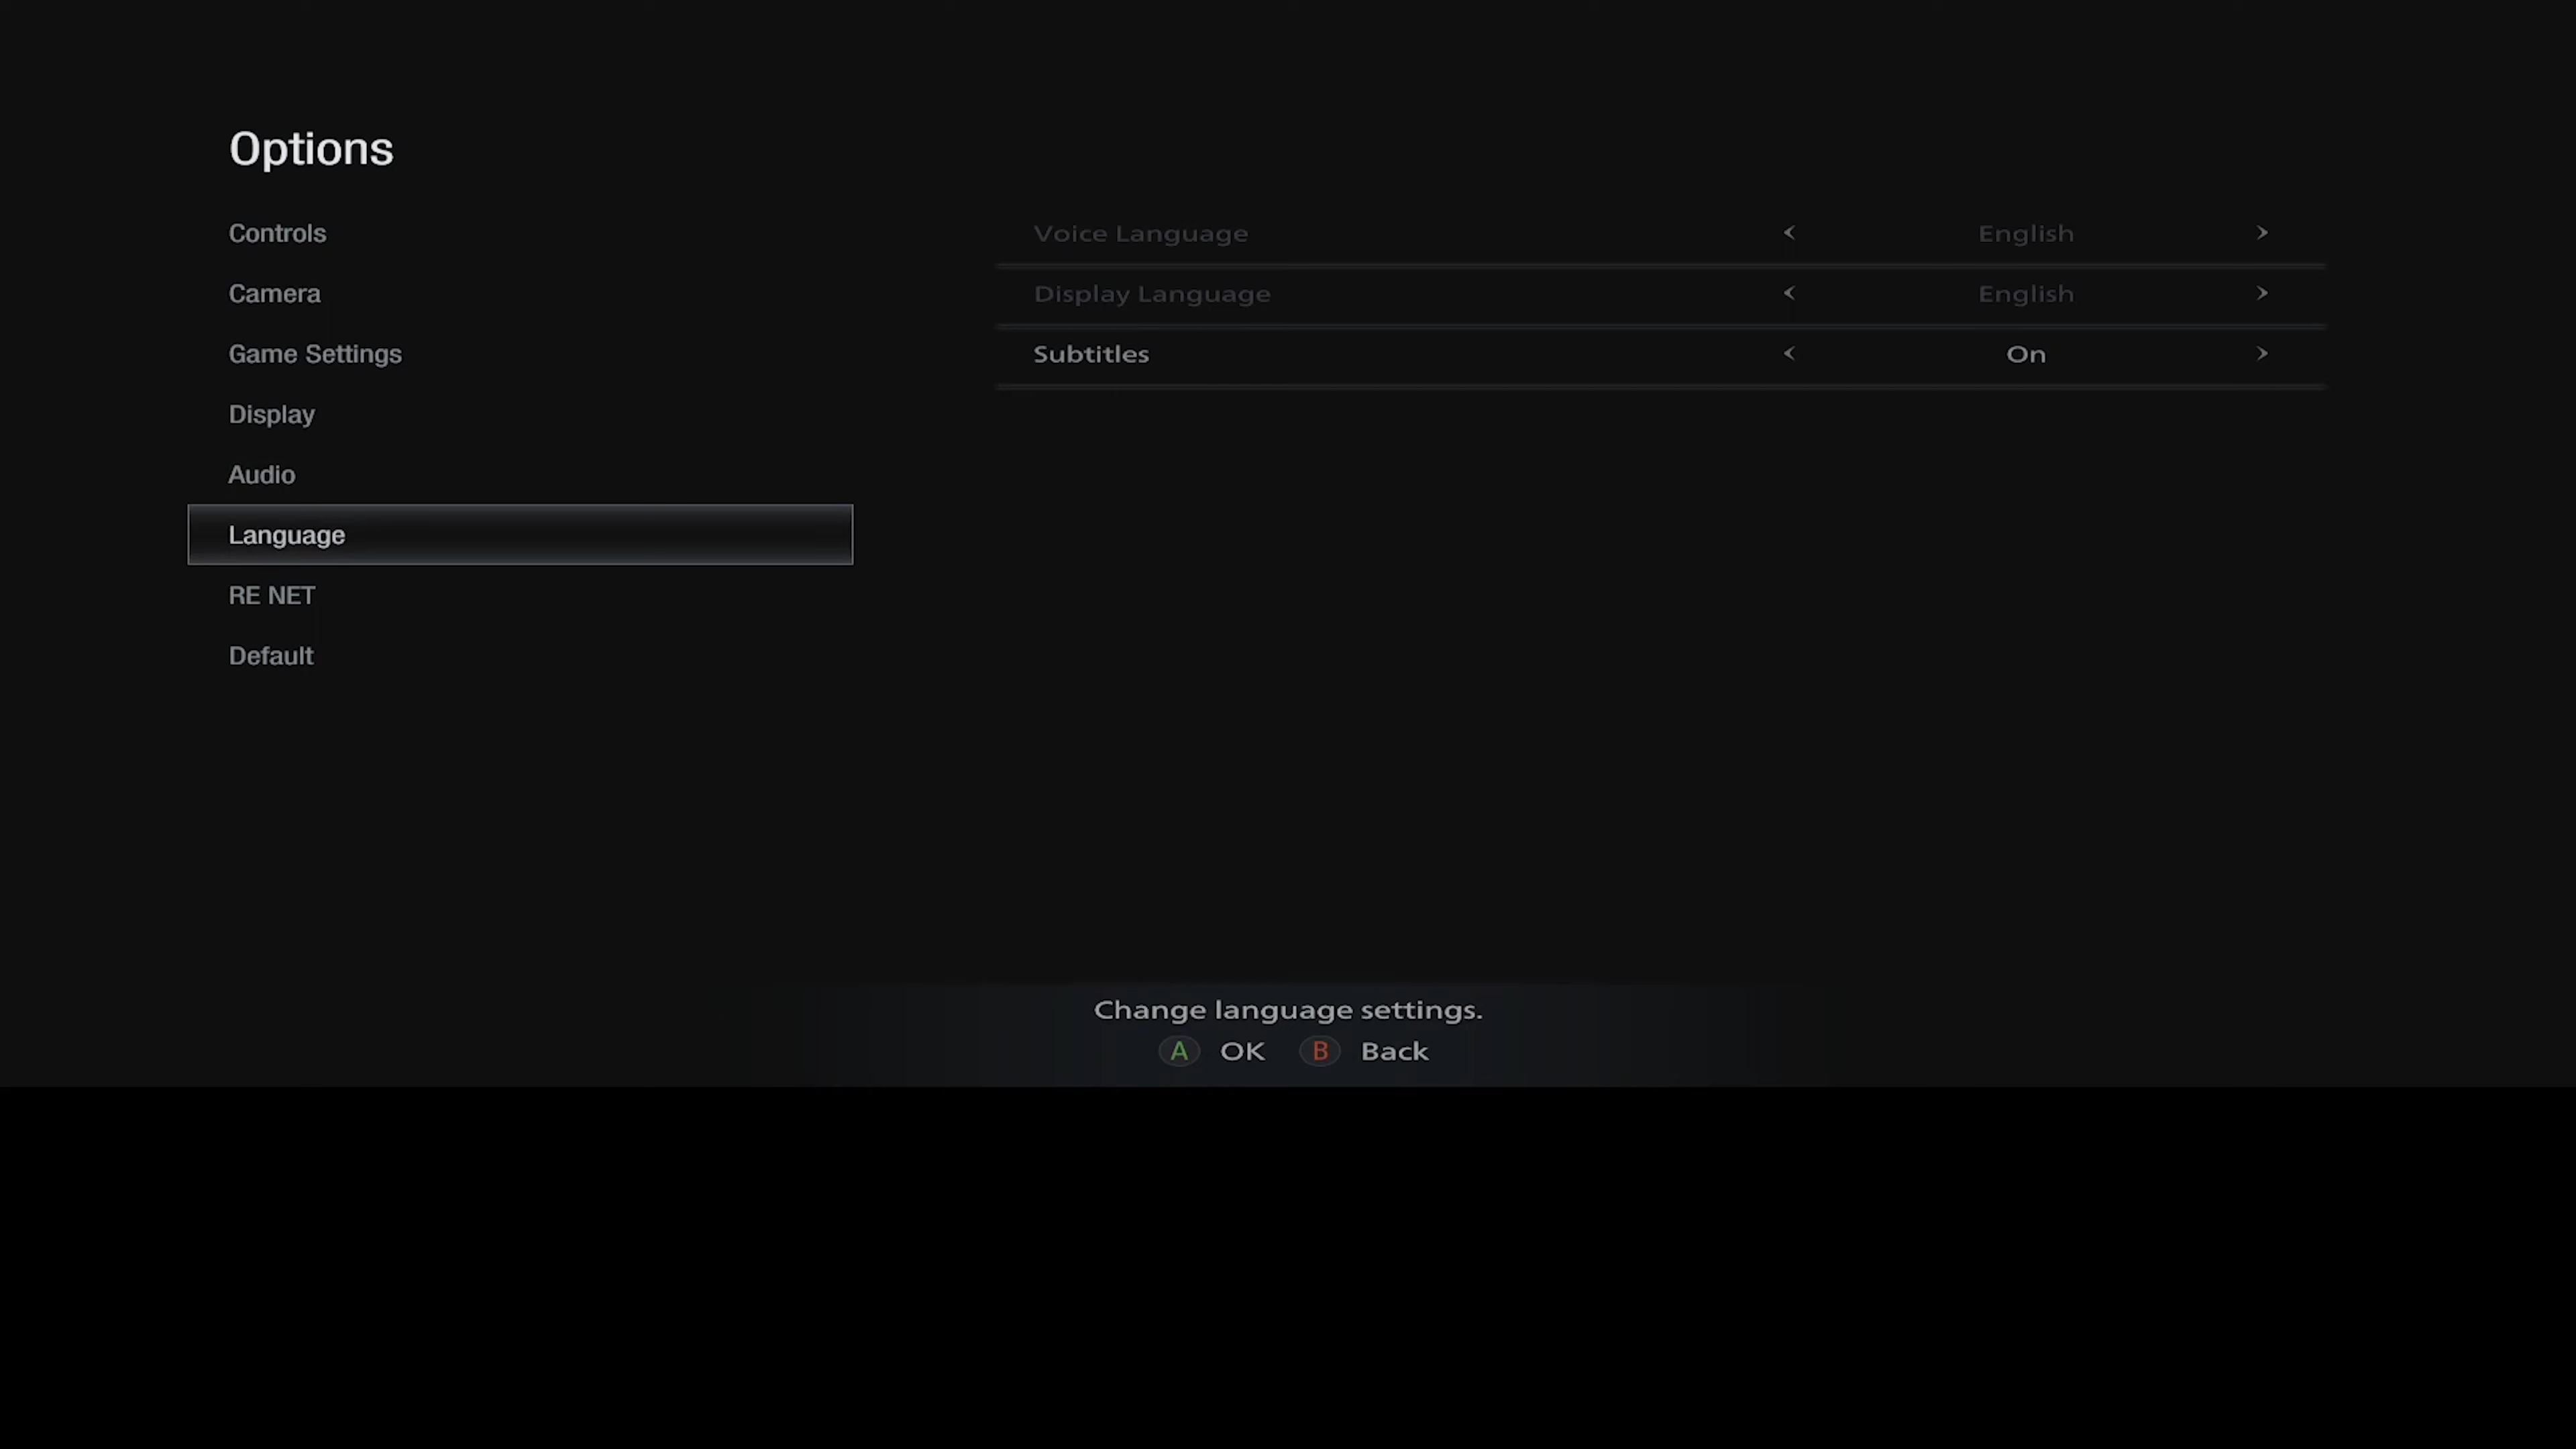 Options
Controls
Camera
Game Settings
Display
Audio
Language
RE NET
Default
Voice Language < English >
Display Language < English >
Subtitles < On >
Change language settings.
A OK B Back